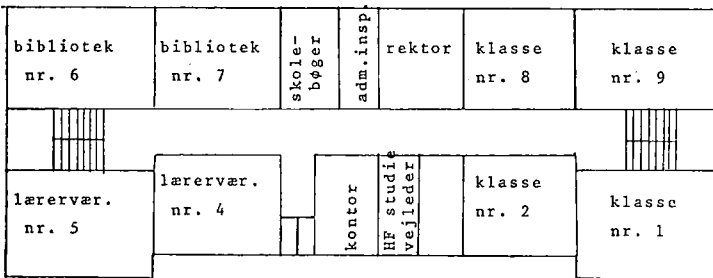 bibliotek
nr. 6
bibliotek
nr. 7
skole-
bøger
adm.insp.
rektor
klasse
nr. 8
klasse
nr. 9
lærervær.
nr. 5
lærervær.
nr. 4
kontor
HF studie
vejleder
klasse
nr. 2
klasse
nr. 1